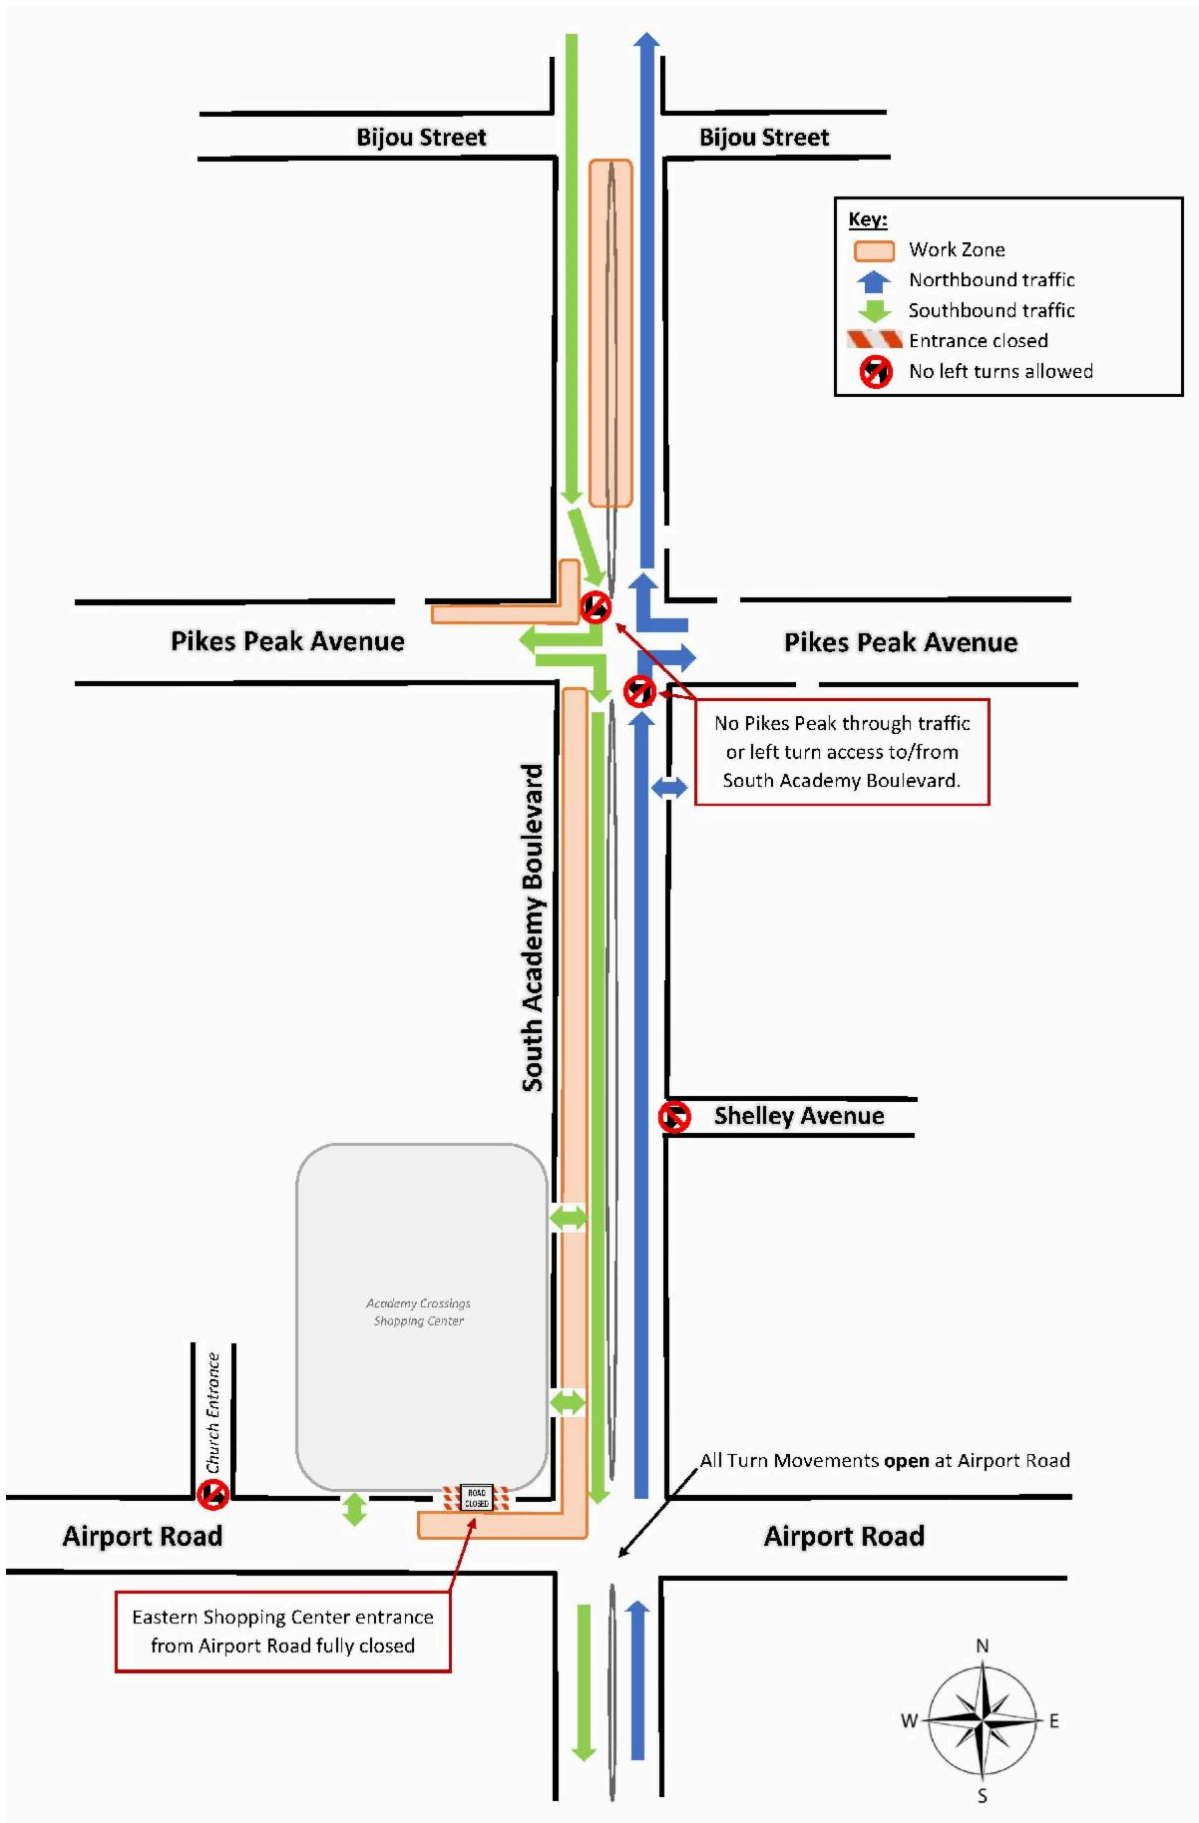 Bijou Street
Bijou Street
Key:
Work Zone
Northbound traffic
Southbound traffic
Entrance closed
No left turns allowed
Pikes Peak Avenue
Pikes Peak Avenue
No Pikes Peak through traffic
or left turn access to/from
South Academy Boulevard.
South Academy Boulevard
Shelley Avenue
Academy Crossings
Shopping Center
Church Entrance
All Turn Movements open at Airport Road
ROAD
CLOSED
Airport Road
Airport Road
Eastern Shopping Center entrance
from Airport Road fully closed
N
W
E
S